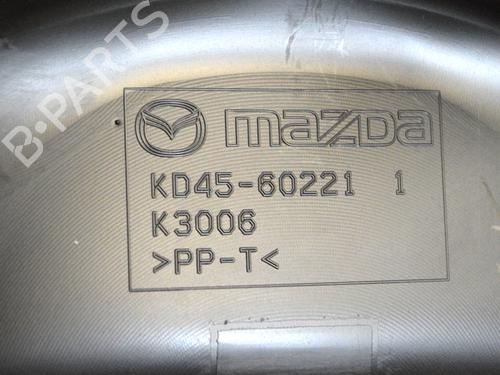 B-PARTS
mazda
KD45-60221 1
K3006
>PP-T<